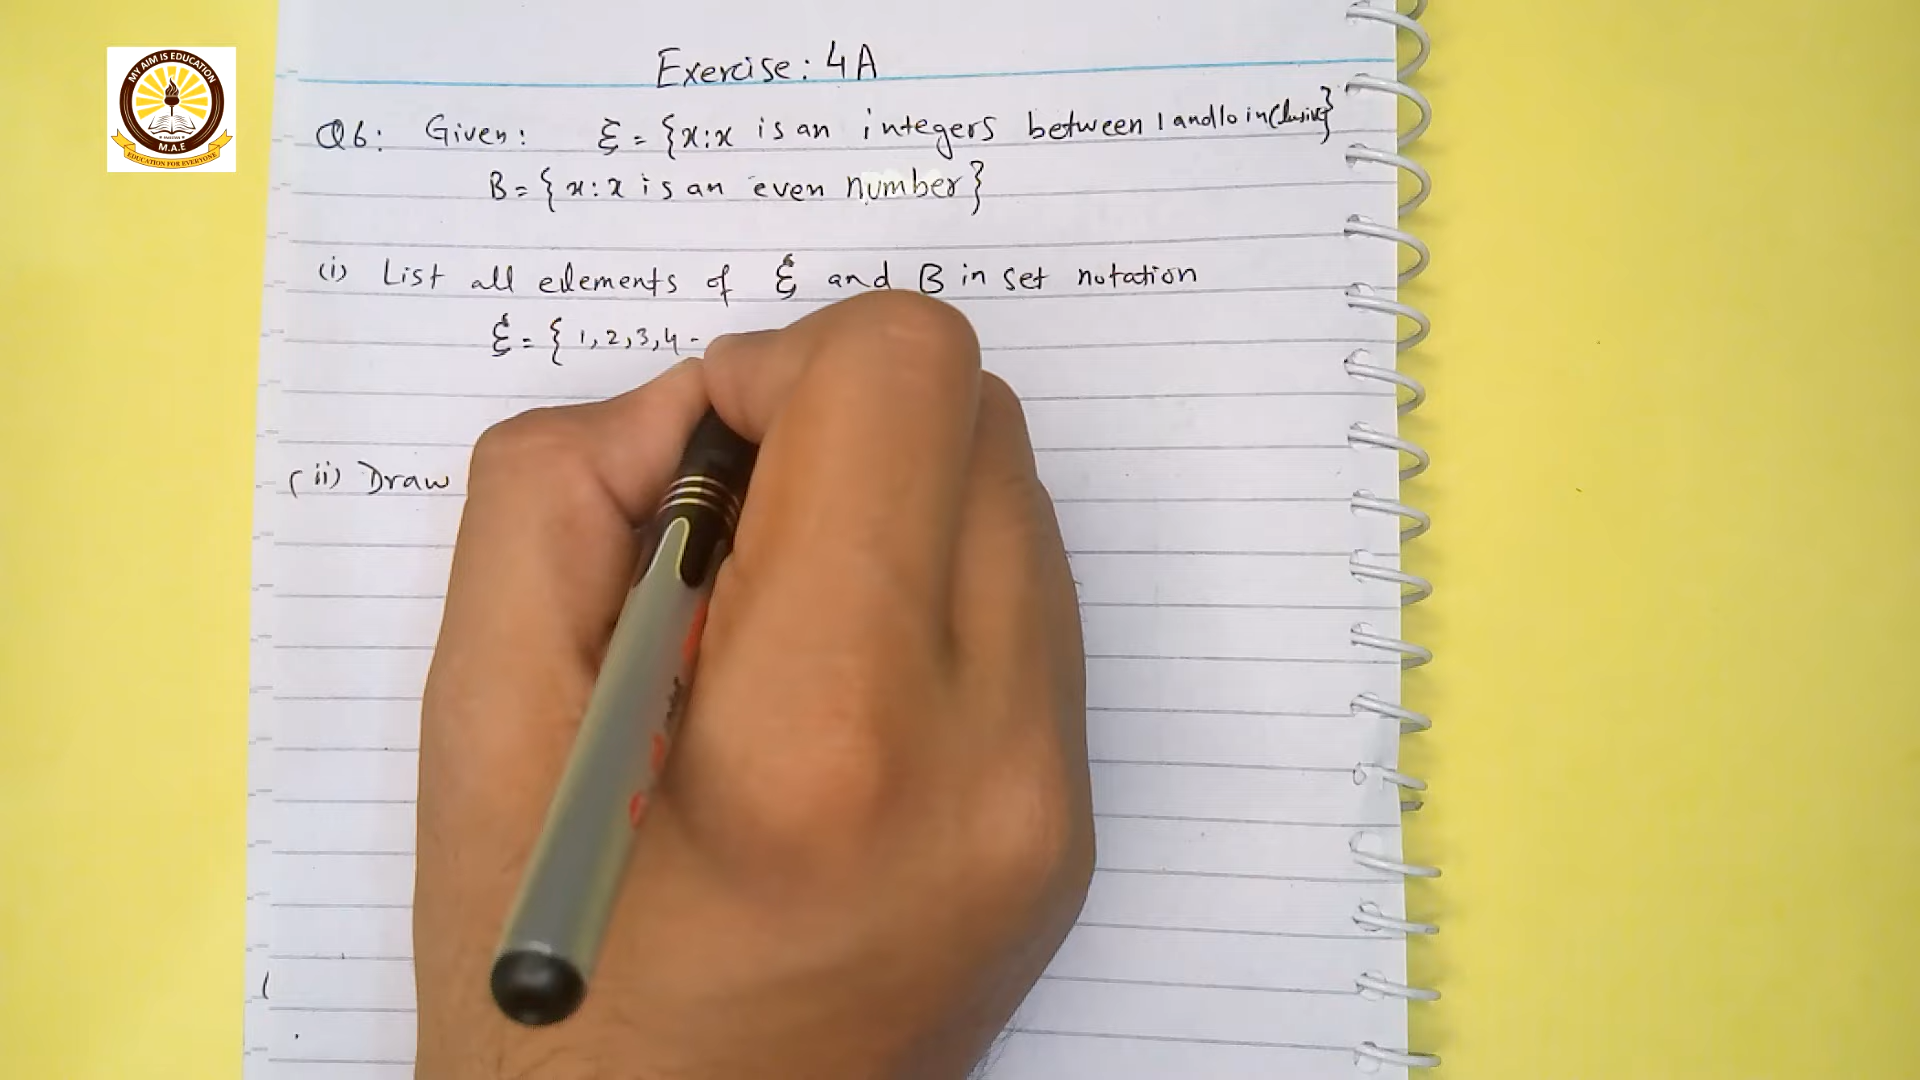 MY AIM IS EDUCATION
M.A.E
EDUCATION FOR EVERYONE
Exercise: 4A
Q6: Given: ξ = {x:x is an integers between 1 and 10 inclusive}
B = {x:x is an even number}
(i) List all elements of ξ and B in set notation
ξ = { 1, 2, 3, 4 -
(ii) Draw